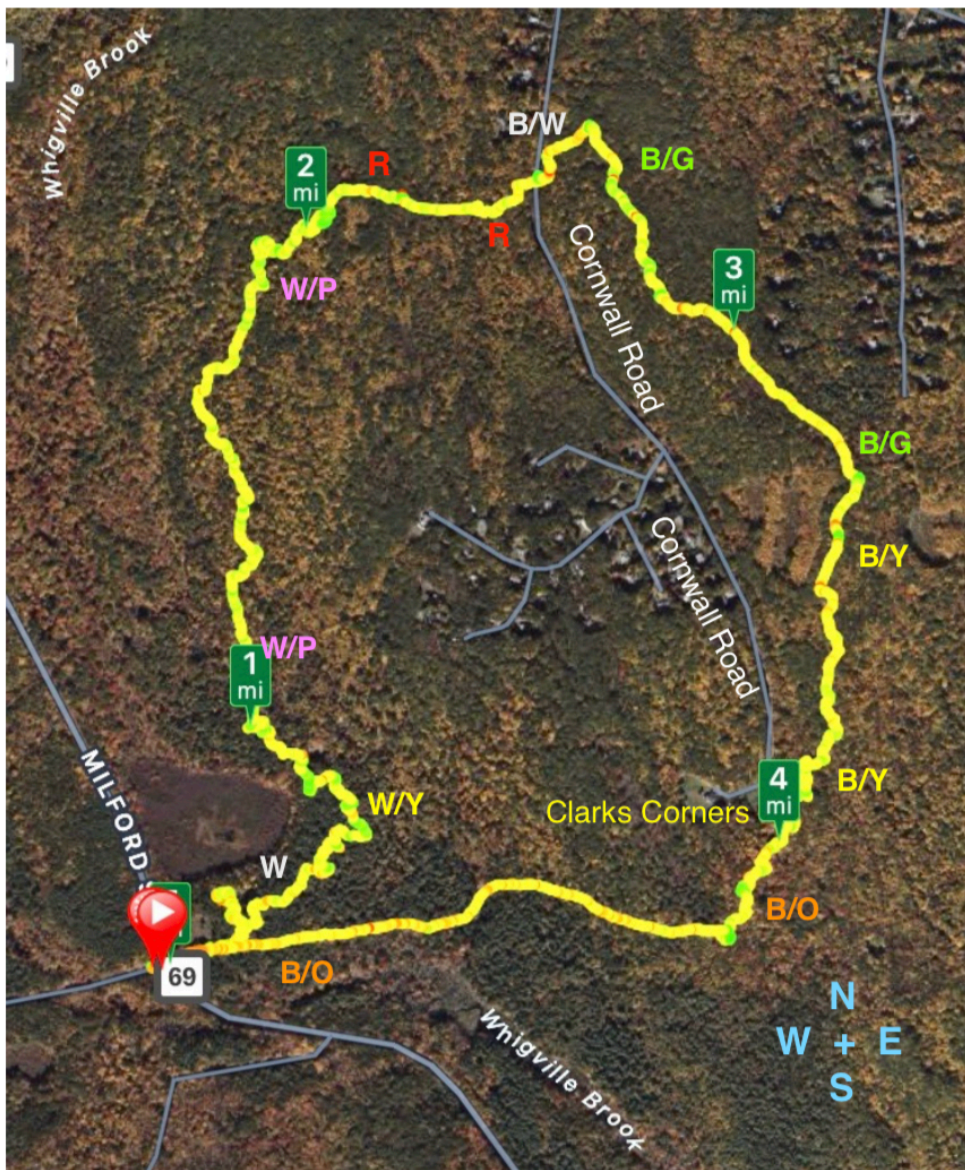 Whigville Brook
B/W
B/G
2
mi
R
R
W/P
3
mi
Cornwall Road
B/G
Cornwall Road
B/Y
W/P
1
mi
MILFORD
W/Y
Clarks Corners
4
mi
B/Y
W
B/O
B/O
69
N
W + E
S
Whigville Brook